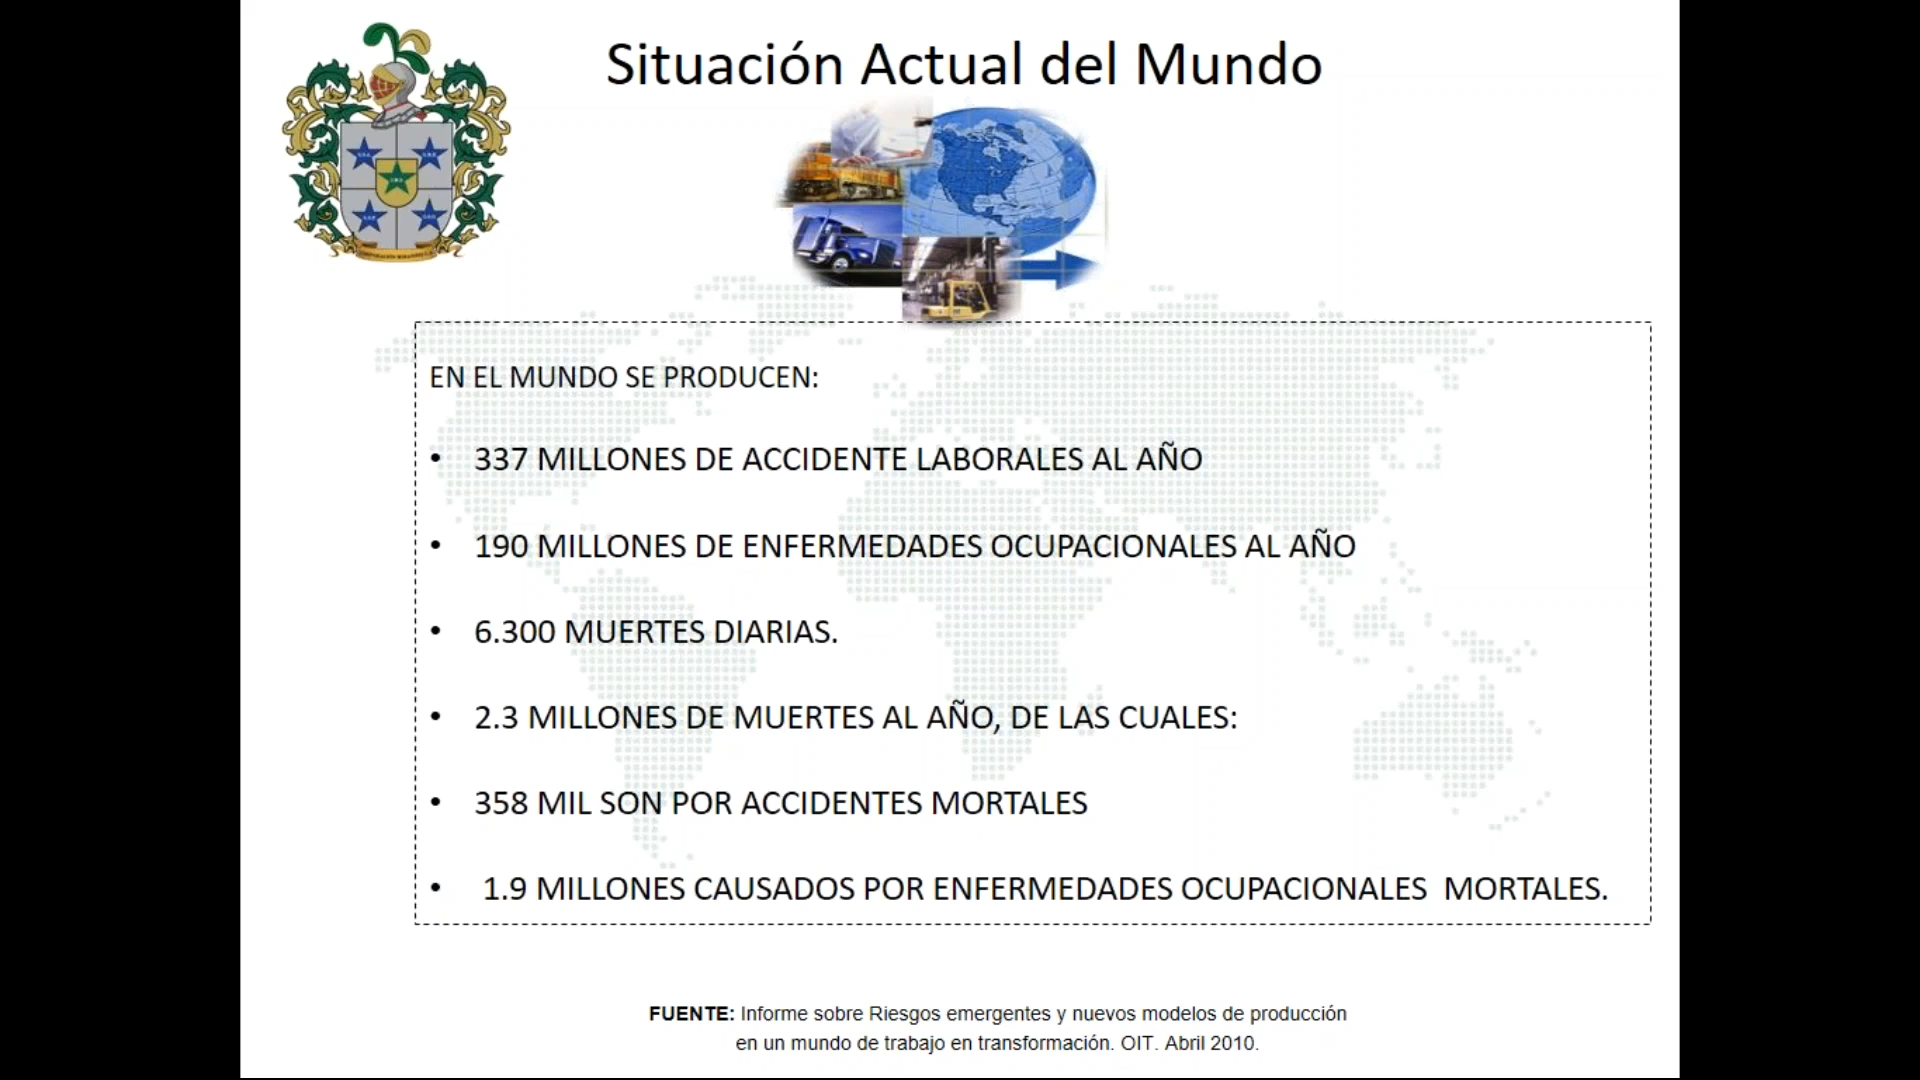 Situación Actual del Mundo
EN EL MUNDO SE PRODUCEN:
• 337 MILLONES DE ACCIDENTE LABORALES AL AÑO
• 190 MILLONES DE ENFERMEDADES OCUPACIONALES AL AÑO
• 6.300 MUERTES DIARIAS.
• 2.3 MILLONES DE MUERTES AL AÑO, DE LAS CUALES:
• 358 MIL SON POR ACCIDENTES MORTALES
• 1.9 MILLONES CAUSADOS POR ENFERMEDADES OCUPACIONALES MORTALES.
FUENTE: Informe sobre Riesgos emergentes y nuevos modelos de producción
en un mundo de trabajo en transformación. OIT. Abril 2010.